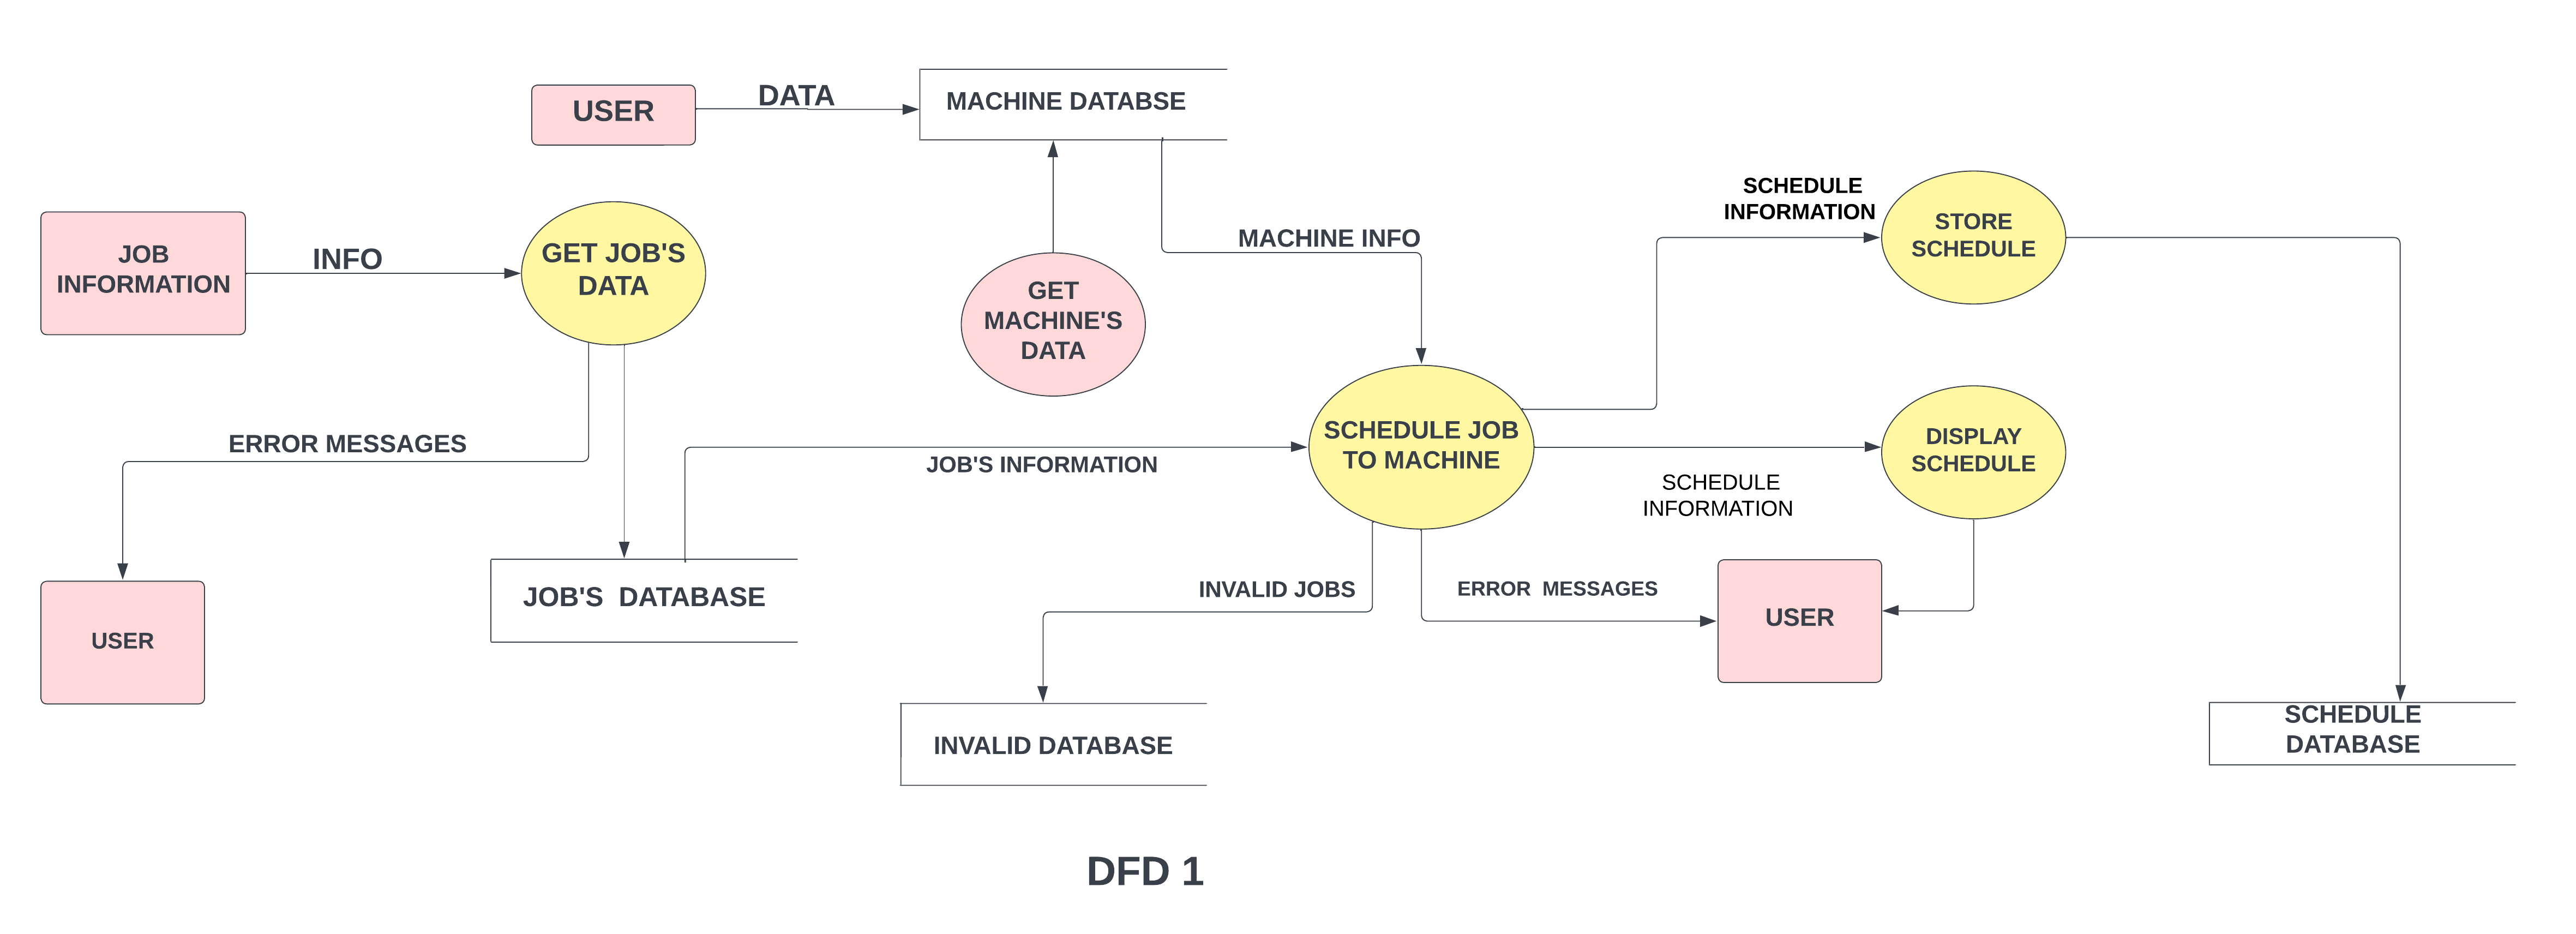 USER
DATA
MACHINE DATABSE
JOB
INFORMATION
INFO
GET JOB'S
DATA
GET
MACHINE'S
DATA
MACHINE INFO
SCHEDULE
INFORMATION
STORE
SCHEDULE
ERROR MESSAGES
JOB'S INFORMATION
SCHEDULE JOB
TO MACHINE
DISPLAY
SCHEDULE
SCHEDULE
INFORMATION
USER
JOB'S  DATABASE
INVALID JOBS
ERROR  MESSAGES
USER
INVALID DATABASE
SCHEDULE
DATABASE
DFD 1